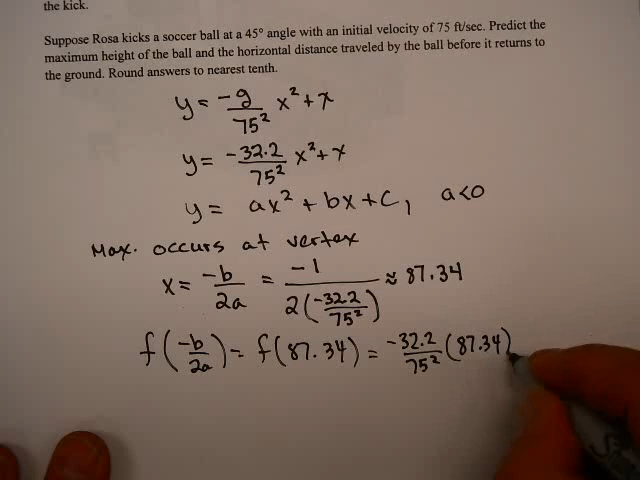 the kick.
Suppose Rosa kicks a soccer ball at a 45° angle with an initial velocity of 75 ft/sec. Predict the
maximum height of the ball and the horizontal distance traveled by the ball before it returns to
the ground. Round answers to nearest tenth.
y = -g/75² x² + x
y = -32.2/75² x² + x
y = ax² + bx + c, a<0
Max. occurs at vertex
x = -b/2a = -1/2(-32.2/75²) ≈ 87.34
f(-b/2a) = f(87.34) = -32.2/75² (87.34)